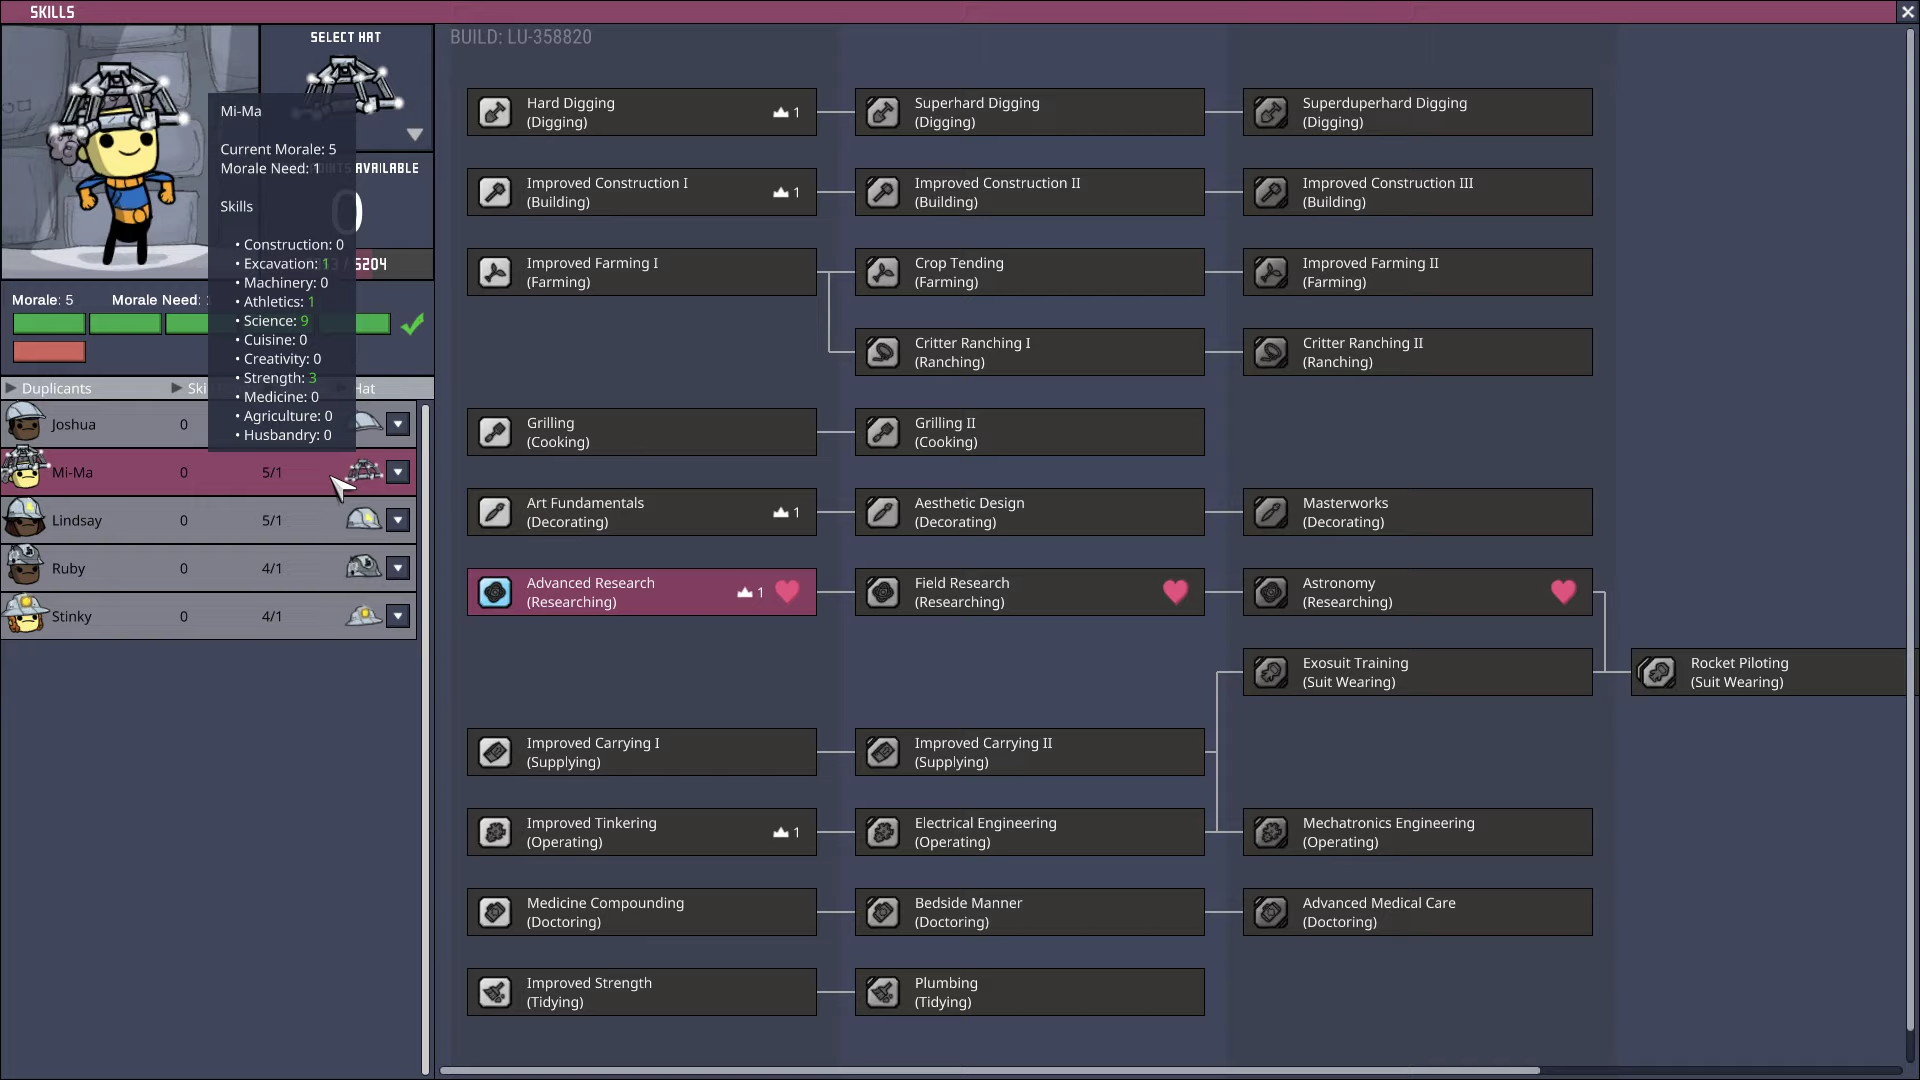 SKILLS
SELECT HAT
BUILD: LU-358820
Mi-Ma
Current Morale: 5
Morale Need: 1
AVAILABLE
Skills
0
• Construction: 0
• Excavation: 1
/ 5204
• Machinery: 0
• Athletics: 1
• Science: 9
• Cuisine: 0
• Creativity: 0
• Strength: 3
• Medicine: 0
• Agriculture: 0
• Husbandry: 0
Morale: 5
Morale Need:
Duplicants
Hat
Joshua 0
Mi-Ma 0 5/1
Lindsay 0 5/1
Ruby 0 4/1
Stinky 0 4/1
Hard Digging
(Digging)
1
Superhard Digging
(Digging)
Superduperhard Digging
(Digging)
Improved Construction I
(Building)
1
Improved Construction II
(Building)
Improved Construction III
(Building)
Improved Farming I
(Farming)
Crop Tending
(Farming)
Improved Farming II
(Farming)
Critter Ranching I
(Ranching)
Critter Ranching II
(Ranching)
Grilling
(Cooking)
Grilling II
(Cooking)
Art Fundamentals
(Decorating)
1
Aesthetic Design
(Decorating)
Masterworks
(Decorating)
Advanced Research
(Researching)
1
Field Research
(Researching)
Astronomy
(Researching)
Exosuit Training
(Suit Wearing)
Rocket Piloting
(Suit Wearing)
Improved Carrying I
(Supplying)
Improved Carrying II
(Supplying)
Improved Tinkering
(Operating)
1
Electrical Engineering
(Operating)
Mechatronics Engineering
(Operating)
Medicine Compounding
(Doctoring)
Bedside Manner
(Doctoring)
Advanced Medical Care
(Doctoring)
Improved Strength
(Tidying)
Plumbing
(Tidying)